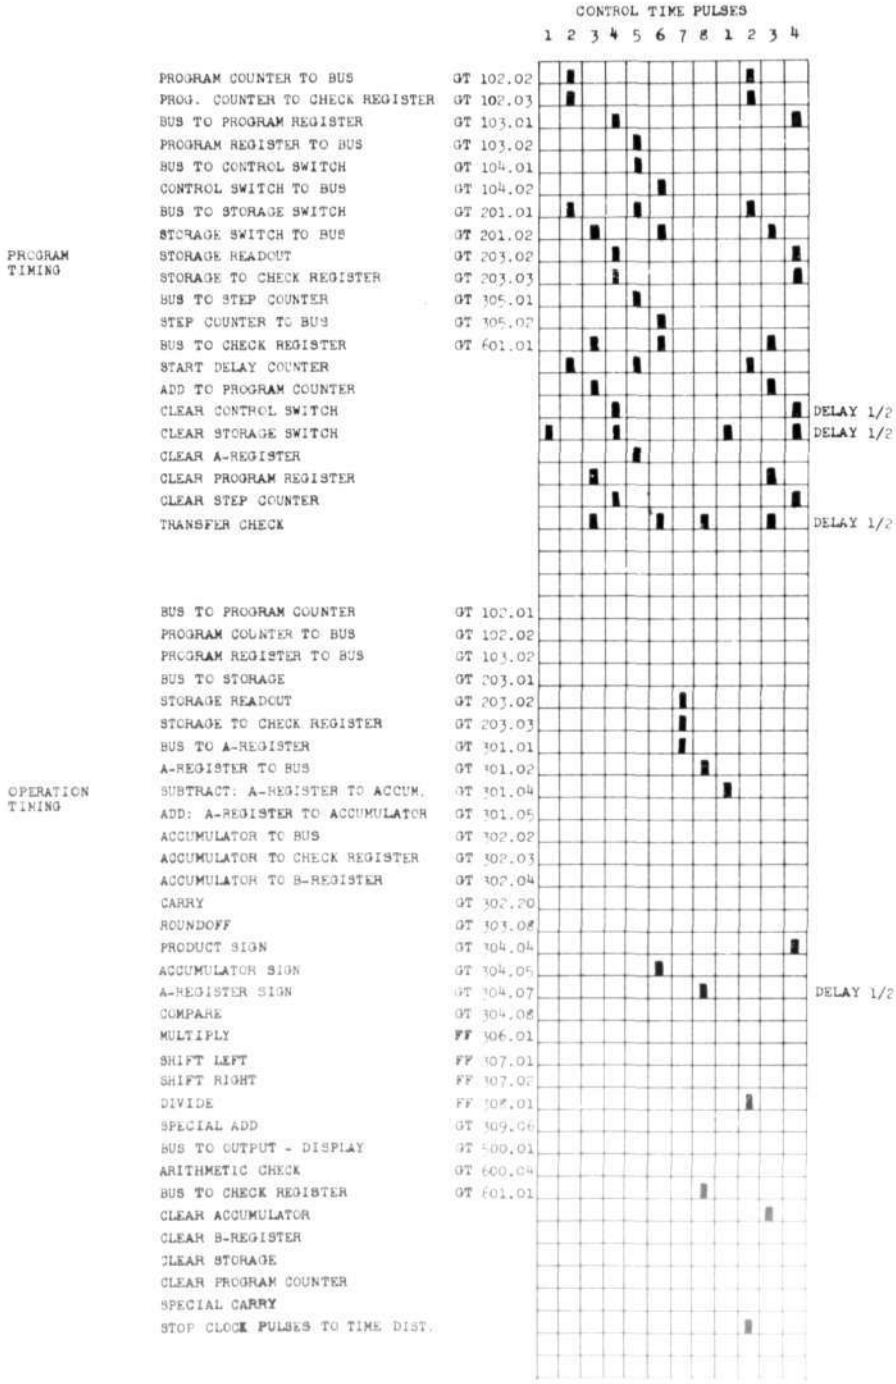 CONTROL TIME PULSES
1 2 3 4 5 6 7 8 1 2 3 4
PROGRAM COUNTER TO BUS GT 102.02
PROG. COUNTER TO CHECK REGISTER GT 102.03
BUS TO PROGRAM REGISTER GT 103.01
PROGRAM REGISTER TO BUS GT 103.02
BUS TO CONTROL SWITCH GT 104.01
CONTROL SWITCH TO BUS GT 104.02
BUS TO STORAGE SWITCH GT 201.01
STORAGE SWITCH TO BUS GT 201.02
PROGRAM TIMING
STORAGE READOUT GT 203.02
STORAGE TO CHECK REGISTER GT 203.03
BUS TO STEP COUNTER GT 305.01
STEP COUNTER TO BUS GT 305.02
BUS TO CHECK REGISTER GT 601.01
START DELAY COUNTER
ADD TO PROGRAM COUNTER
CLEAR CONTROL SWITCH DELAY 1/2
CLEAR STORAGE SWITCH DELAY 1/2
CLEAR A-REGISTER
CLEAR PROGRAM REGISTER
CLEAR STEP COUNTER
TRANSFER CHECK DELAY 1/2
BUS TO PROGRAM COUNTER GT 102.01
PROGRAM COUNTER TO BUS GT 102.02
PROGRAM REGISTER TO BUS GT 103.02
BUS TO STORAGE GT 203.01
STORAGE READOUT GT 203.02
STORAGE TO CHECK REGISTER GT 203.03
BUS TO A-REGISTER GT 301.01
A-REGISTER TO BUS GT 301.02
OPERATION TIMING
SUBTRACT: A-REGISTER TO ACCUM. GT 301.04
ADD: A-REGISTER TO ACCUMULATOR GT 301.05
ACCUMULATOR TO BUS GT 302.02
ACCUMULATOR TO CHECK REGISTER GT 302.03
ACCUMULATOR TO B-REGISTER GT 302.04
CARRY GT 302.20
ROUNDOFF GT 303.08
PRODUCT SIGN GT 304.04
ACCUMULATOR SIGN GT 304.05
A-REGISTER SIGN GT 304.07 DELAY 1/2
COMPARE GT 304.08
MULTIPLY FF 306.01
SHIFT LEFT FF 307.01
SHIFT RIGHT FF 307.02
DIVIDE FF 308.01
SPECIAL ADD GT 309.06
BUS TO OUTPUT - DISPLAY GT 500.01
ARITHMETIC CHECK GT 600.04
BUS TO CHECK REGISTER GT 601.01
CLEAR ACCUMULATOR
CLEAR B-REGISTER
CLEAR STORAGE
CLEAR PROGRAM COUNTER
SPECIAL CARRY
STOP CLOCK PULSES TO TIME DIST.